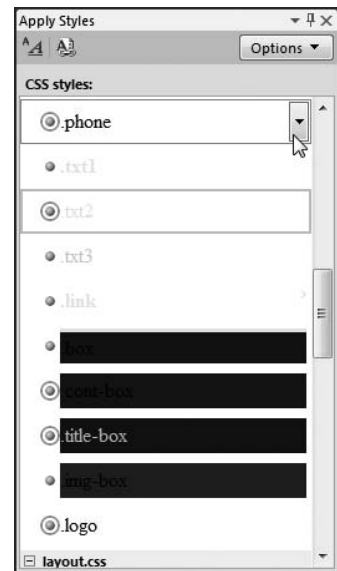 Apply Styles
A A A
Options
CSS styles:
.phone
.txt1
txt2
.txt3
.link
.box
cont-box
.title-box
.img-box
.logo
layout.css